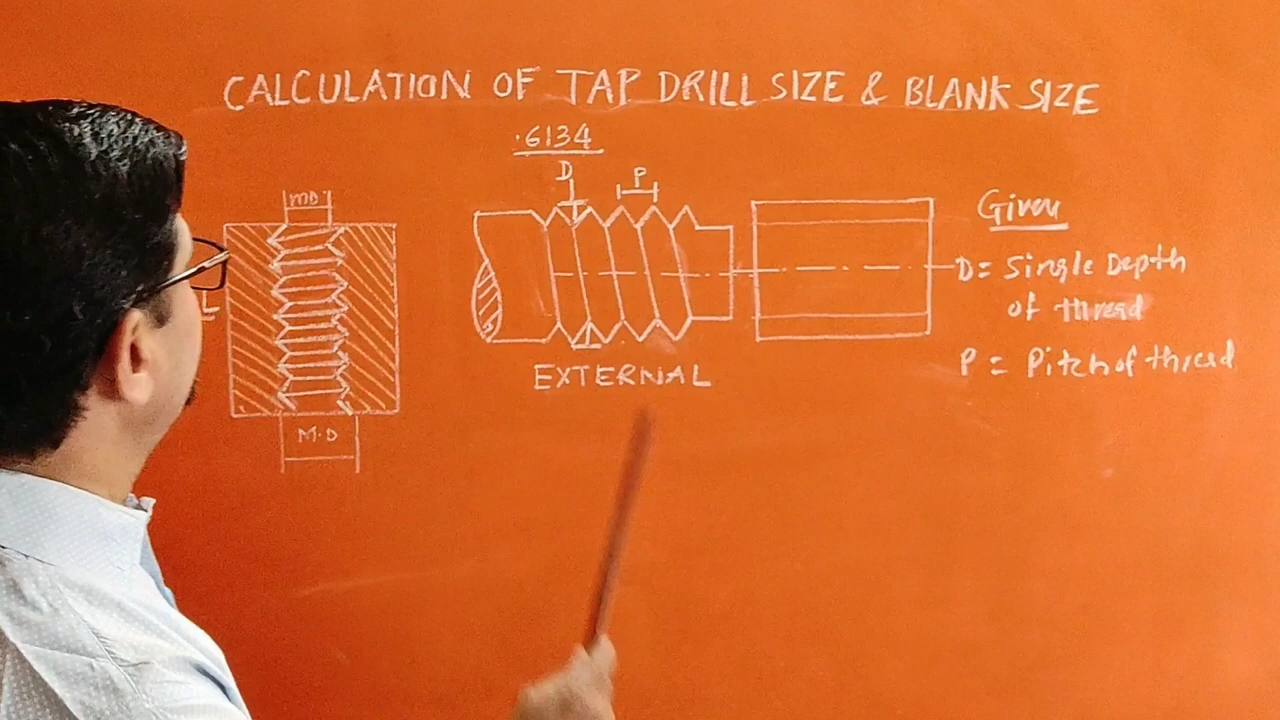 CALCULATION OF TAP DRILL SIZE & BLANK SIZE
.6134
D
P
mD
Given
D = Single Depth
of thread
P = Pitch of thread
EXTERNAL
M.D